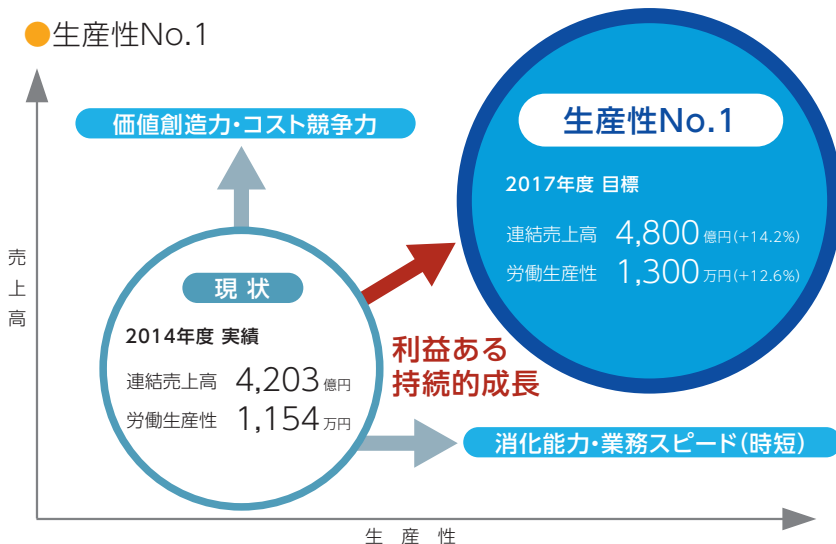 ●生産性No.1
価値創造力・コスト競争力
生産性No.1
2017年度 目標
連結売上高 4,800億円(+14.2%)
労働生産性 1,300万円(+12.6%)
売上高
現状
2014年度 実績
連結売上高 4,203億円
労働生産性 1,154万円
利益ある
持続的成長
消化能力・業務スピード(時短)
生産性